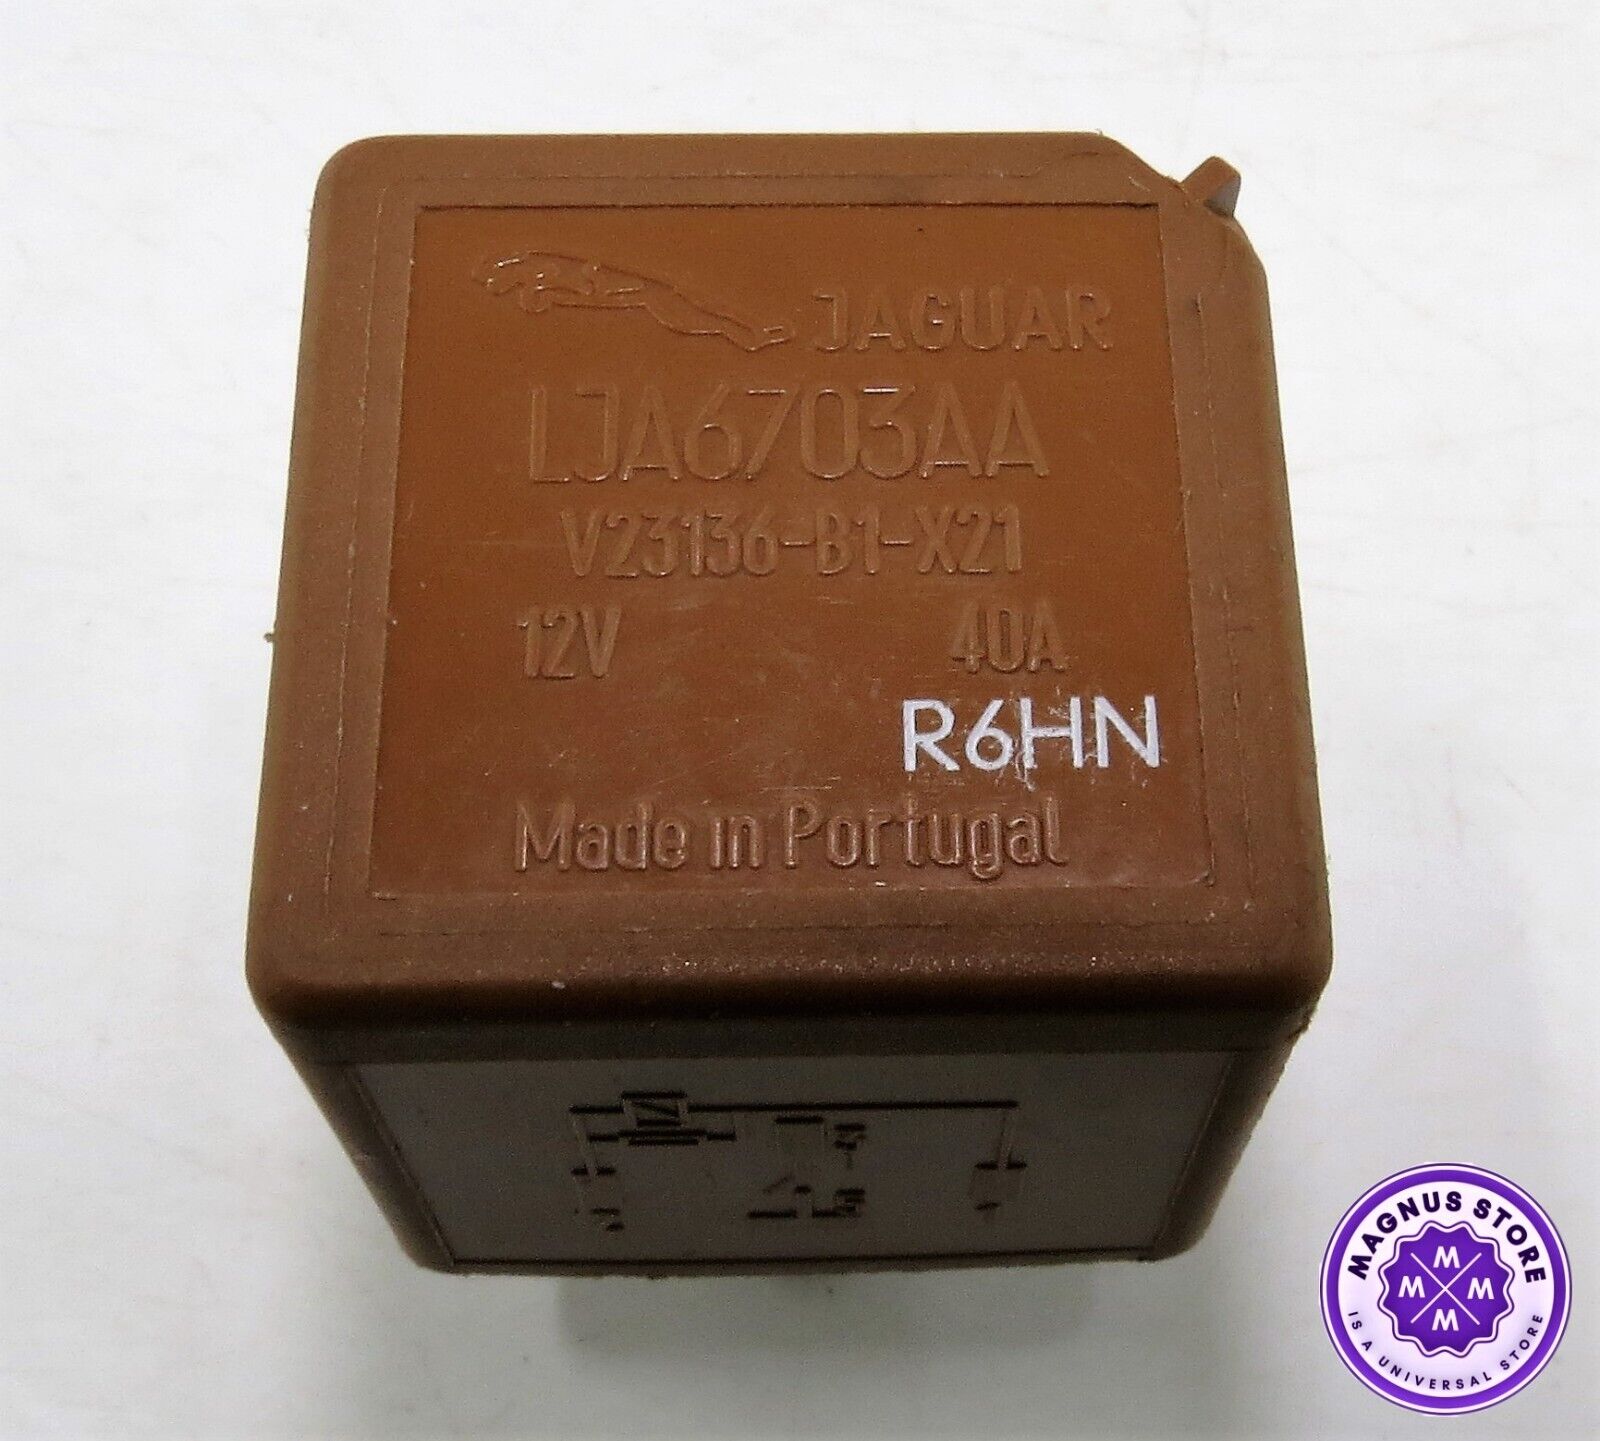 JAGUAR
LJA6703AA
V23136-B1-X21
12V 40A
R6HN
Made in Portugal
MAGNUS STORE
M
M M
M
IS A UNIVERSAL STORE